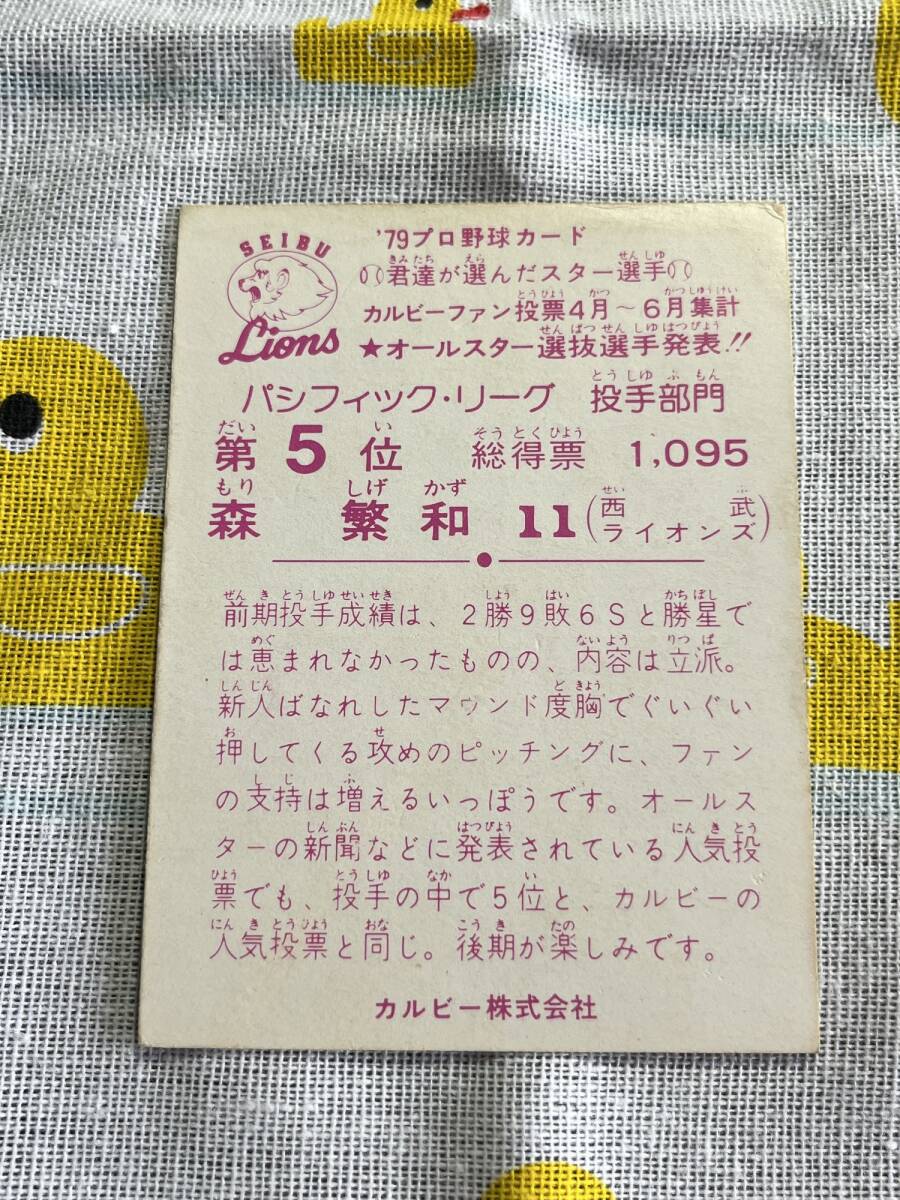 SEIBU
Lions
'79プロ野球カード
君達が選んだスター選手
カルビーファン投票4月～6月集計
★オールスター選抜選手発表!!
パシフィック・リーグ 投手部門
第5位 総得票 1,095
森 繁和 11 (西武ライオンズ)
前期投手成績は、2勝9敗6Sと勝星で
は恵まれなかったものの、内容は立派。
新人ばなれしたマウンド度胸でぐいぐい
押してくる攻めのピッチングに、ファン
の支持は増えるいっぽうです。オールス
ターの新聞などに発表されている人気投
票でも、投手の中で5位と、カルビーの
人気投票と同じ。後期が楽しみです。
カルビー株式会社